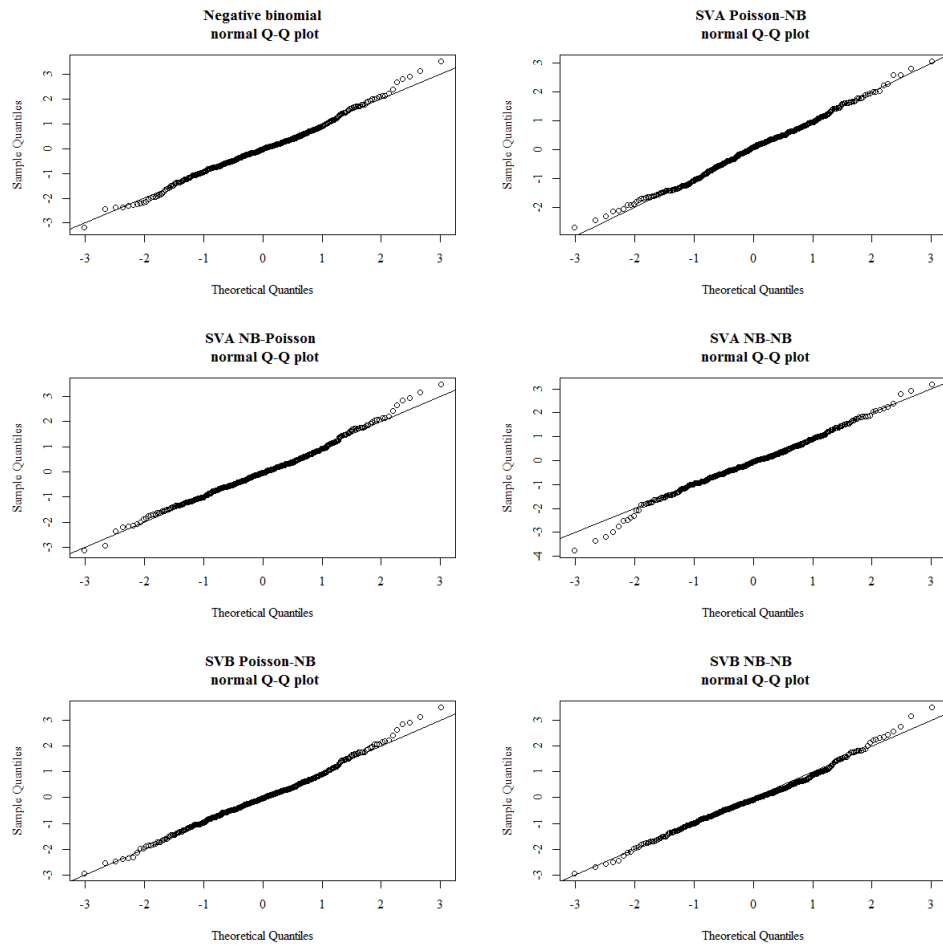 Negative binomial
normal Q-Q plot
Sample Quantiles
3
2
1
0
-1
-2
-3
-3 -2 -1 0 1 2 3
Theoretical Quantiles
SVA Poisson-NB
normal Q-Q plot
Sample Quantiles
3
2
1
0
-1
-2
-3 -2 -1 0 1 2 3
Theoretical Quantiles
SVA NB-Poisson
normal Q-Q plot
Sample Quantiles
3
2
1
0
-1
-2
-3
-3 -2 -1 0 1 2 3
Theoretical Quantiles
SVA NB-NB
normal Q-Q plot
Sample Quantiles
3
2
1
0
-1
-2
-3
-4
-3 -2 -1 0 1 2 3
Theoretical Quantiles
SVB Poisson-NB
normal Q-Q plot
Sample Quantiles
3
2
1
0
-1
-2
-3
-3 -2 -1 0 1 2 3
Theoretical Quantiles
SVB NB-NB
normal Q-Q plot
Sample Quantiles
3
2
1
0
-1
-2
-3
-3 -2 -1 0 1 2 3
Theoretical Quantiles